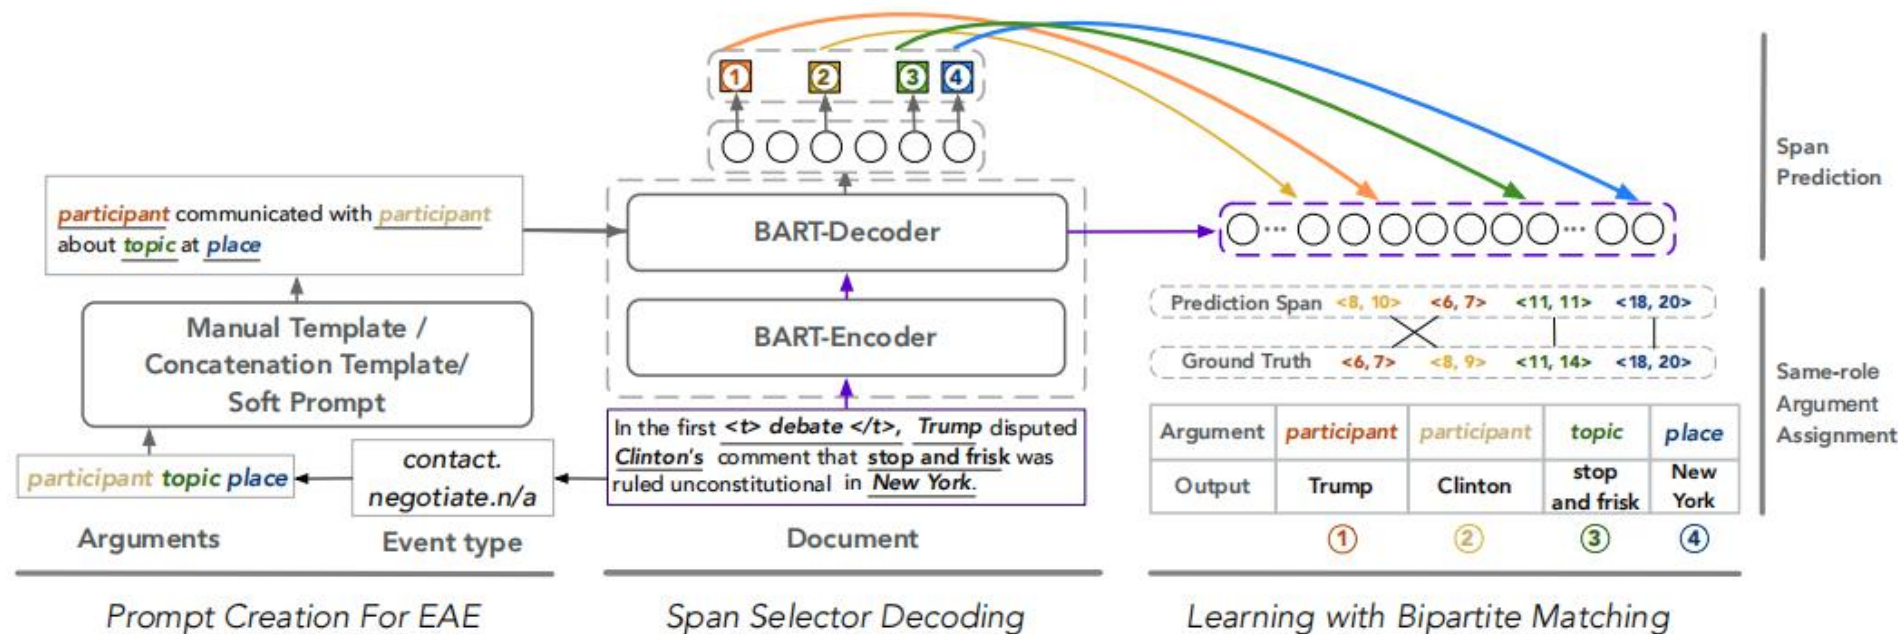 participant communicated with participant
about topic at place
Manual Template /
Concatenation Template/
Soft Prompt
participant topic place
contact.
negotiate.n/a
Arguments
Event type
Prompt Creation For EAE
1 2 3 4
BART-Decoder
BART-Encoder
In the first <t> debate </t>, Trump disputed
Clinton's comment that stop and frisk was
ruled unconstitutional in New York.
Document
Span Selector Decoding
... ...
Span
Prediction
Prediction Span <8, 10> <6, 7> <11, 11> <18, 20>
Ground Truth <6, 7> <8, 9> <11, 14> <18, 20>
Same-role
Argument
Assignment
Argument participant participant topic place
Output Trump Clinton stop and frisk New York
1 2 3 4
Learning with Bipartite Matching